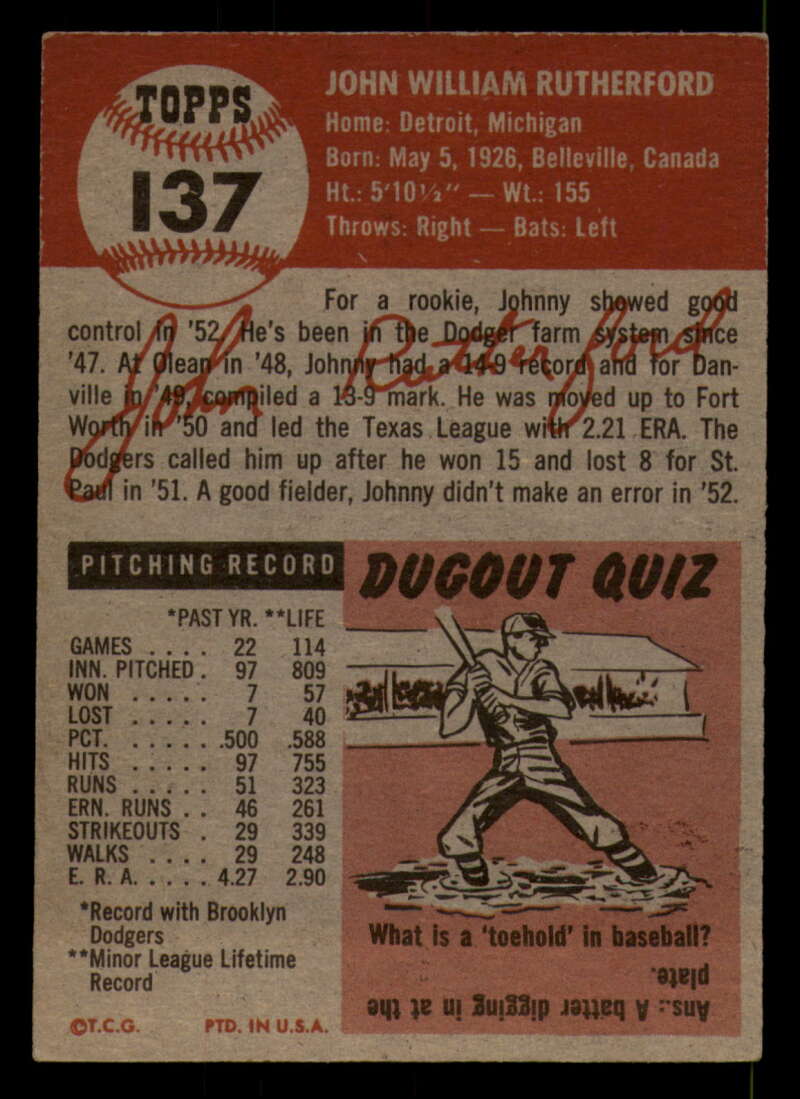 TOPPS
137
JOHN WILLIAM RUTHERFORD
Home: Detroit, Michigan
Born: May 5, 1926, Belleville, Canada
Ht.: 5'10½" — Wt.: 155
Throws: Right — Bats: Left
For a rookie, Johnny showed good
control in '52. He's been in the Dodger farm system since
'47. At Olean in '48, Johnny had a 14-9 record and for Dan-
ville in '49, compiled a 13-9 mark. He was moved up to Fort
Worth in '50 and led the Texas League with 2.21 ERA. The
Dodgers called him up after he won 15 and lost 8 for St.
Paul in '51. A good fielder, Johnny didn't make an error in '52.
John Rutherford
PITCHING RECORD
*PAST YR. **LIFE
GAMES . . . . 22 114
INN. PITCHED . 97 809
WON . . . . . 7 57
LOST . . . . . 7 40
PCT. . . . . . .500 .588
HITS . . . . . 97 755
RUNS . . . . . 51 323
ERN. RUNS . . 46 261
STRIKEOUTS . 29 339
WALKS . . . . 29 248
E. R. A. . . . . 4.27 2.90
*Record with Brooklyn
Dodgers
**Minor League Lifetime
Record
©T.C.G. PTD. IN U.S.A.
DUGOUT QUIZ
What is a 'toehold' in baseball?
Ans.: A batter digging in at the
plate.